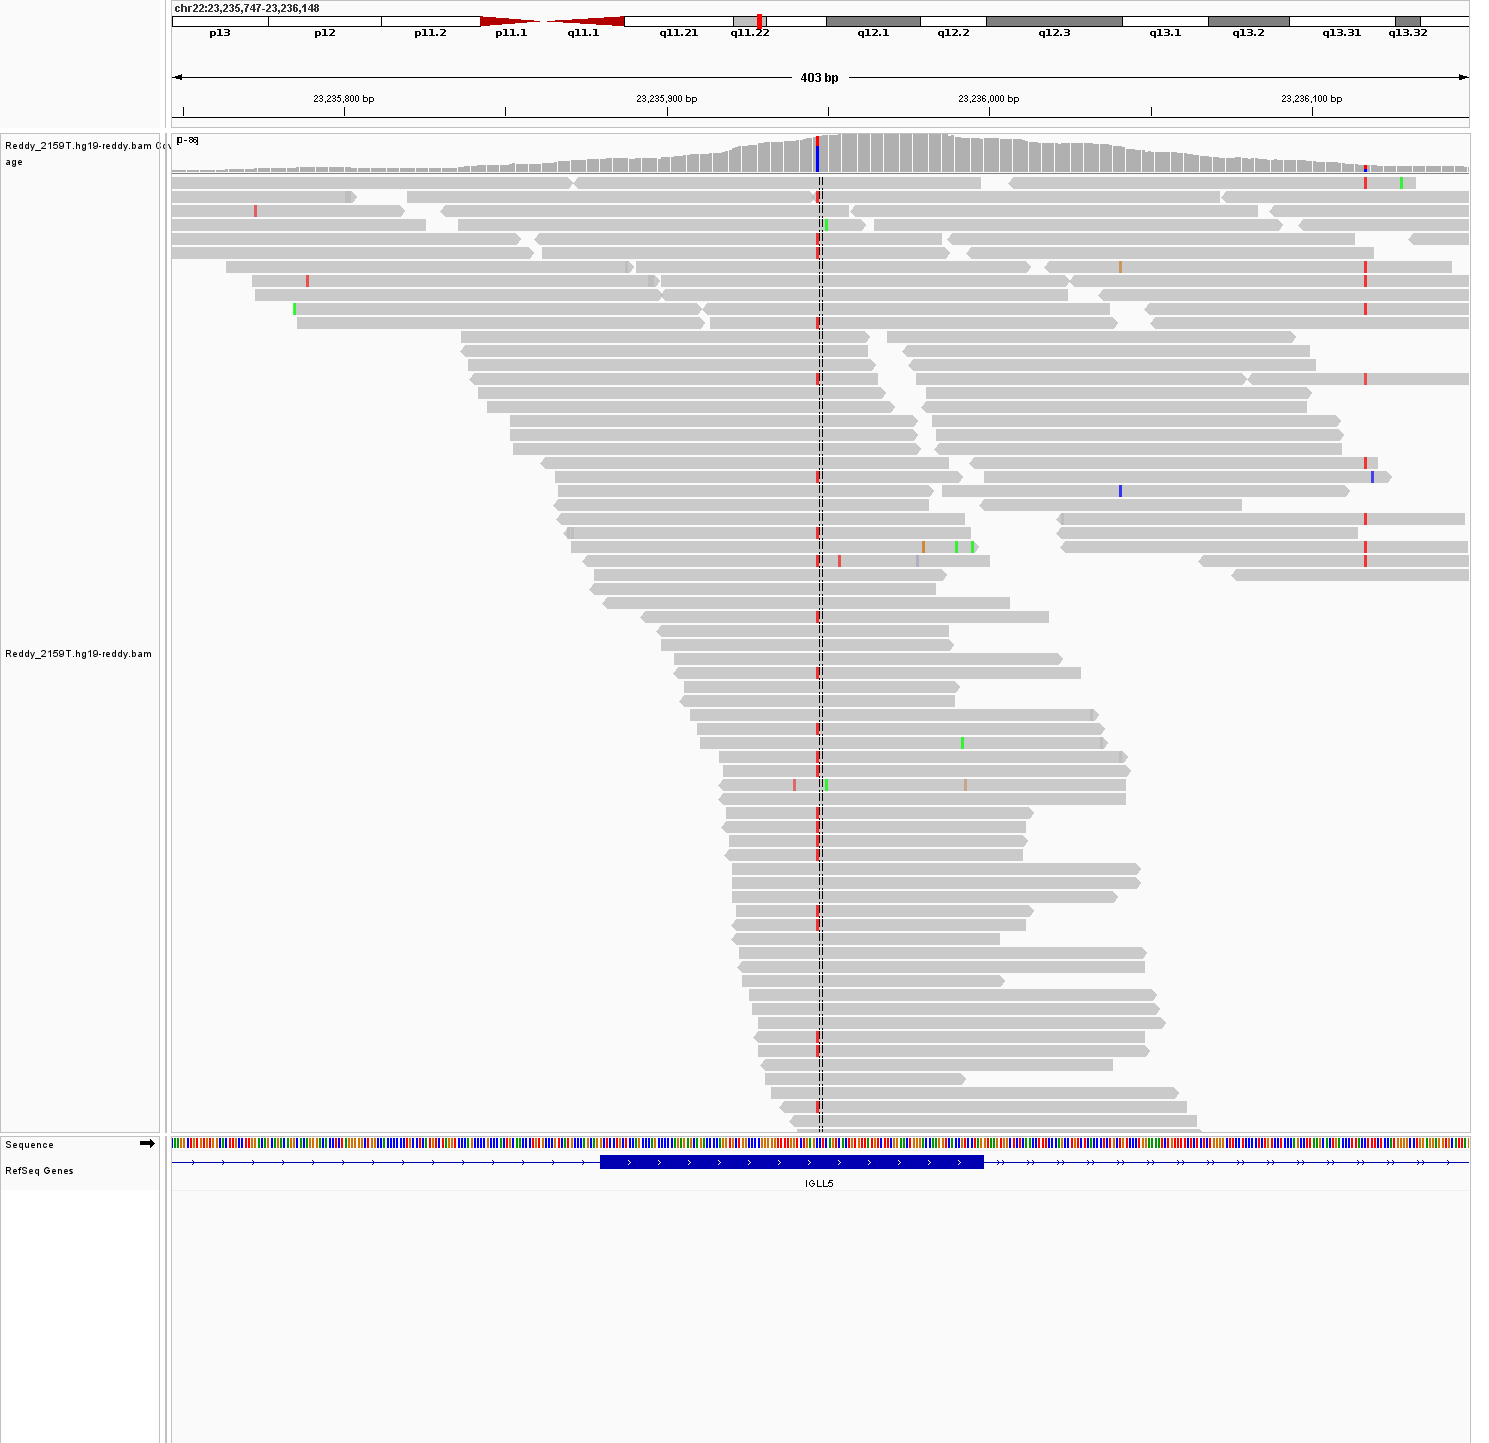 chr22:23,235,747-23,236,148
p13 p12 p11.2 p11.1 q11.1 q11.21 q11.22 q12.1 q12.2 q12.3 q13.1 q13.2 q13.31 q13.32
403 bp
23,235,800 bp 23,235,900 bp 23,236,000 bp 23,236,100 bp
[0 - 86]
Reddy_2159T.hg19-reddy.bam Cov
age
Reddy_2159T.hg19-reddy.bam
Sequence
RefSeq Genes
IGLL5